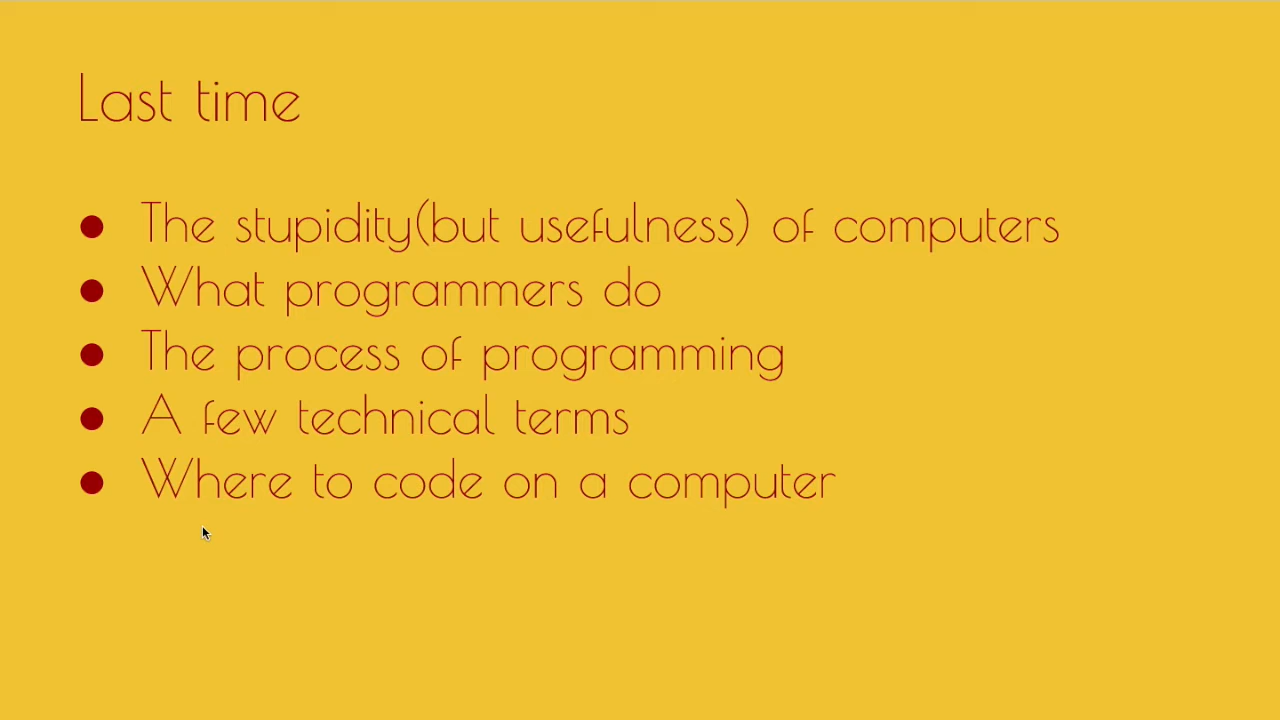 Last time
● The stupidity(but usefulness) of computers
● What programmers do
● The process of programming
● A few technical terms
● Where to code on a computer